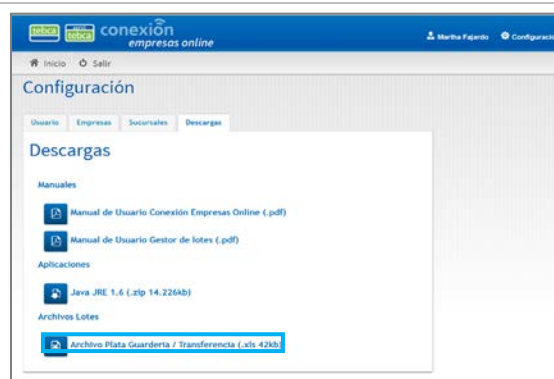 tebca tebca conexión
empresas online
Martha Fajardo Configuració
Inicio Salir
Configuración
Usuario Empresas Sucursales Descargas
Descargas
Manuales
Manual de Usuario Conexión Empresas Online (.pdf)
Manual de Usuario Gestor de lotes (.pdf)
Aplicaciones
Java JRE 1.6 (.zip 14.226kb)
Archivos Lotes
Archivo Plata Guardería / Transferencia (.xls 42kb)